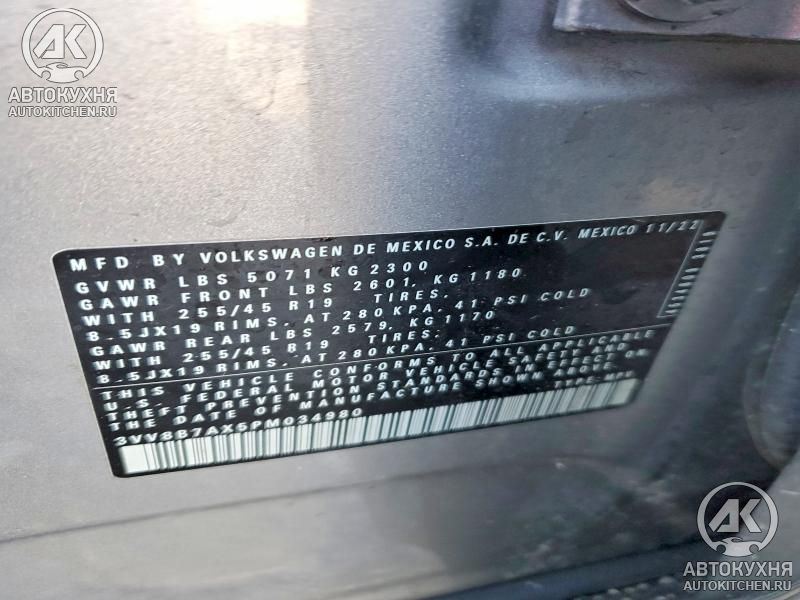 AK
АВТОКУХНЯ
AUTOKITCHEN.RU
MFD BY VOLKSWAGEN DE MEXICO S.A. DE C.V. MEXICO 11/22
GVWR LBS 5071 KG 2300
GAWR FRONT LBS 2601, KG 1180
WITH 255/45 R19 TIRES,
8.5JX19 RIMS, AT 280 KPA, 41 PSI COLD
GAWR REAR LBS 2579, KG 1170
WITH 255/45 R19 TIRES,
8.5JX19 RIMS, AT 280 KPA, 41 PSI COLD
THIS VEHICLE CONFORMS TO ALL APPLICABLE
U.S. FEDERAL MOTOR VEHICLE SAFETY AND
THEFT PREVENTION STANDARDS IN EFFECT ON
THE DATE OF MANUFACTURE SHOWN ABOVE.
3VV8B7AX5PM034980 TYPE: MPV
AK
АВТОКУХНЯ
AUTOKITCHEN.RU